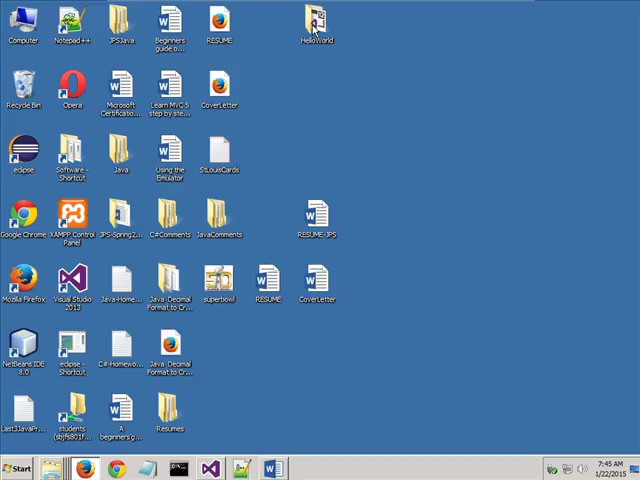 Computer
Notepad++
JPSJava
Beginners
guide o...
RESUME
HelloWorld
Recycle Bin
Opera
Microsoft
Certificatio...
Learn MVC 5
step by ste...
CoverLetter
eclipse
Software -
Shortcut
Java
Using the
Emulator
StLouisCards
Google Chrome
XAMPP Control
Panel
JPS-Spring2...
C#Comments
JavaComments
RESUME-JPS
Mozilla Firefox
Visual Studio
2013
Java-Home...
Java_Decimal
Format to Cr...
superbowl
RESUME
CoverLetter
NetBeans IDE
8.0
eclipse -
Shortcut
C#-Homewo...
Java_Decimal
Format to Cr...
Last3JavaPr...
students
(sbjfs801f...
A
beginners'g...
Resumes
Start
7:45 AM
1/22/2015